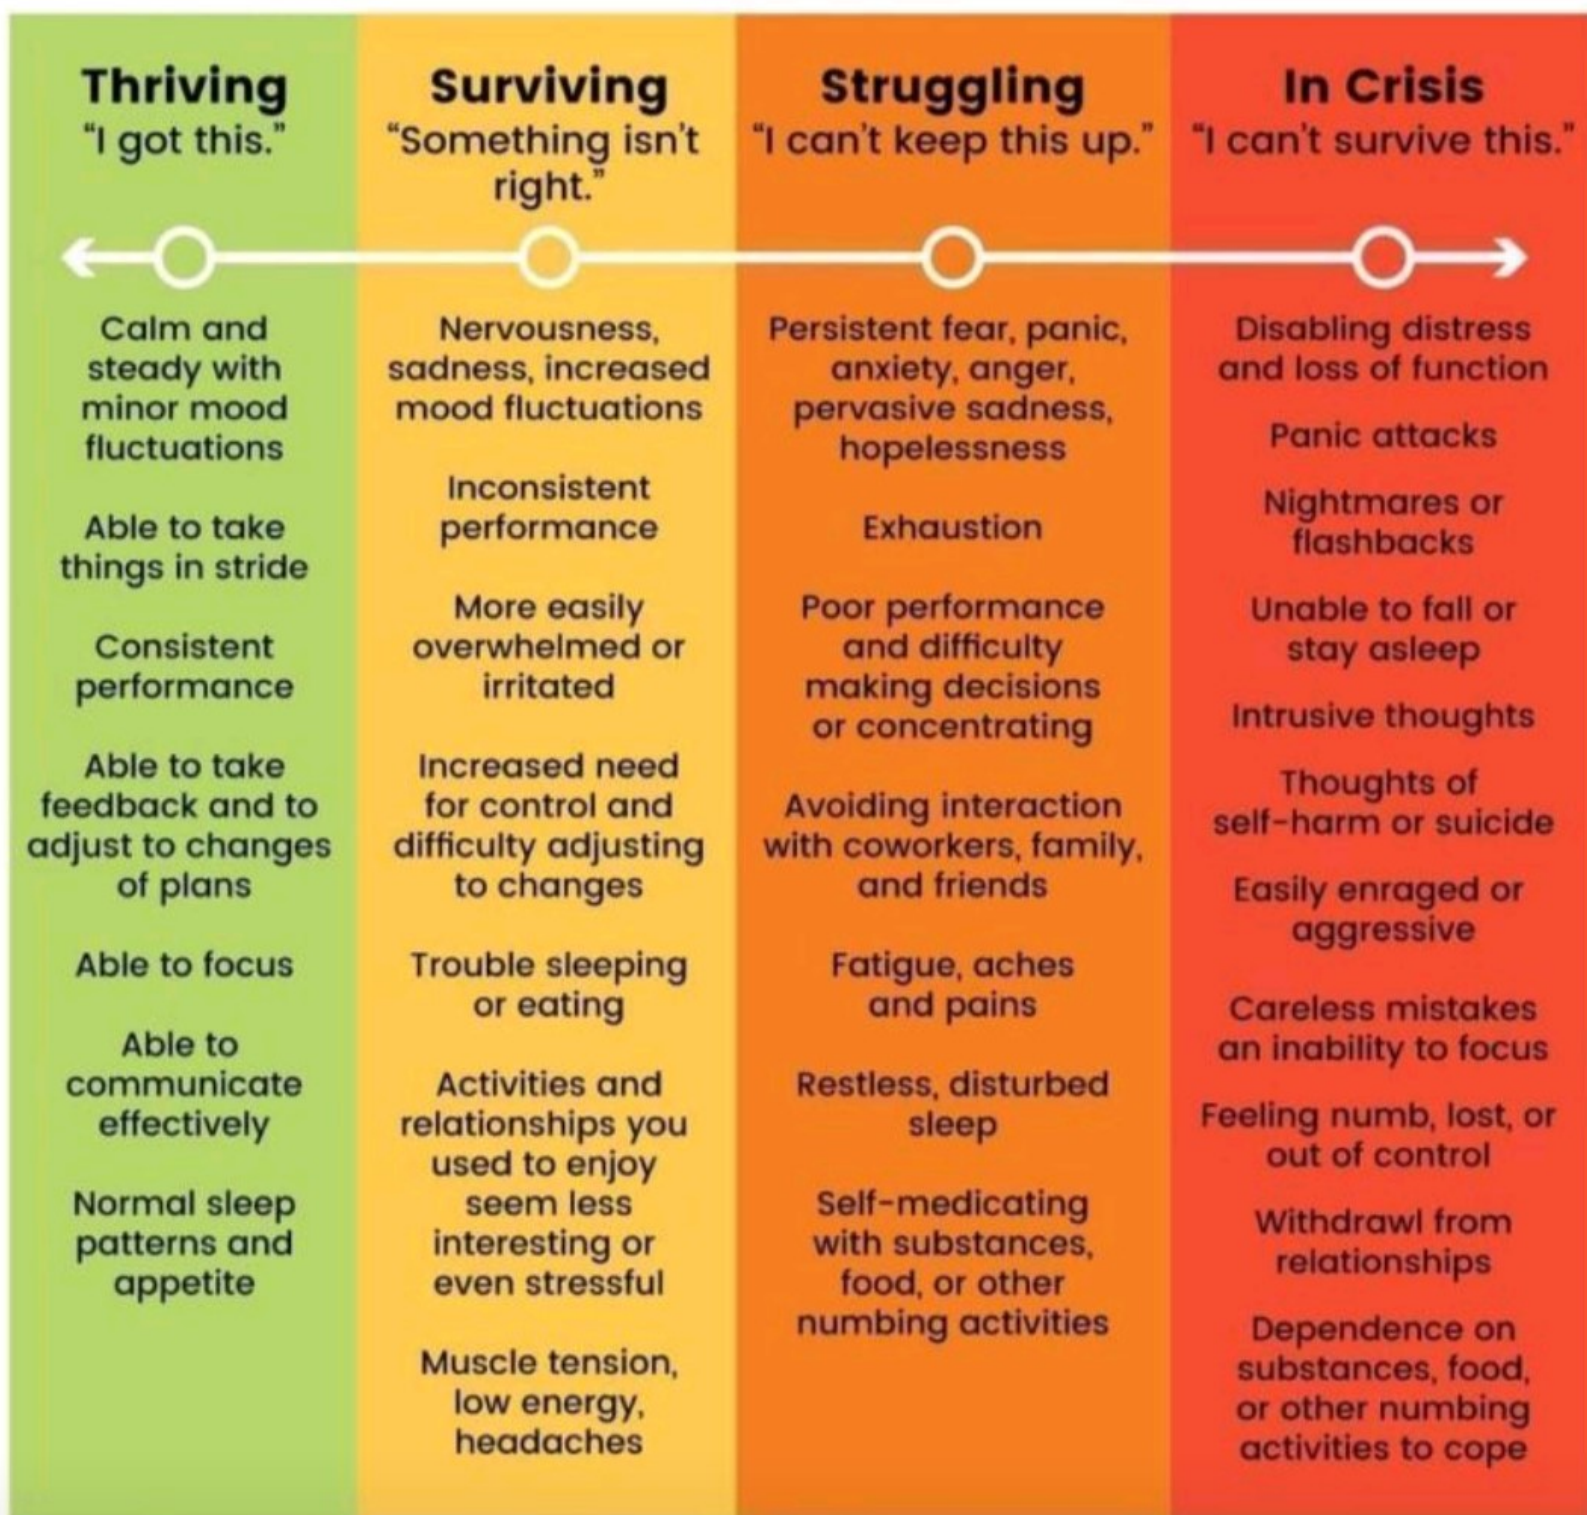 Thriving
“I got this.”
Calm and
steady with
minor mood
fluctuations
Able to take
things in stride
Consistent
performance
Able to take
feedback and to
adjust to changes
of plans
Able to focus
Able to
communicate
effectively
Normal sleep
patterns and
appetite
Surviving
“Something isn’t
right.”
Nervousness,
sadness, increased
mood fluctuations
Inconsistent
performance
More easily
overwhelmed or
irritated
Increased need
for control and
difficulty adjusting
to changes
Trouble sleeping
or eating
Activities and
relationships you
used to enjoy
seem less
interesting or
even stressful
Muscle tension,
low energy,
headaches
Struggling
“I can’t keep this up.”
Persistent fear, panic,
anxiety, anger,
pervasive sadness,
hopelessness
Exhaustion
Poor performance
and difficulty
making decisions
or concentrating
Avoiding interaction
with coworkers, family,
and friends
Fatigue, aches
and pains
Restless, disturbed
sleep
Self-medicating
with substances,
food, or other
numbing activities
In Crisis
“I can’t survive this.”
Disabling distress
and loss of function
Panic attacks
Nightmares or
flashbacks
Unable to fall or
stay asleep
Intrusive thoughts
Thoughts of
self-harm or suicide
Easily enraged or
aggressive
Careless mistakes
an inability to focus
Feeling numb, lost, or
out of control
Withdrawl from
relationships
Dependence on
substances, food,
or other numbing
activities to cope